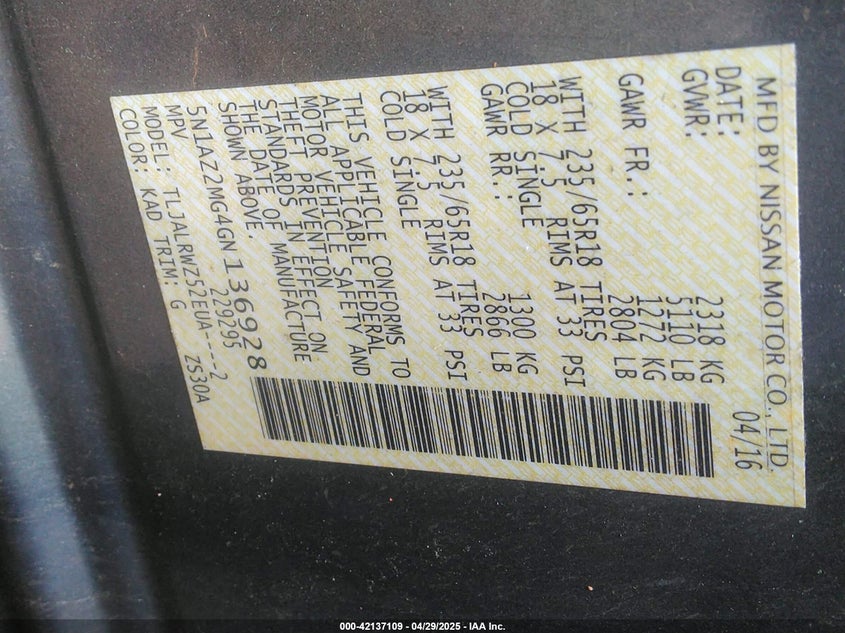 MFD BY NISSAN MOTOR CO., LTD.
DATE: 04/16
GVWR: 2318 KG
5110 LB
GAWR FR.: 1272 KG
2804 LB
WITH 235/65R18 TIRES
18 X 7.5 RIMS AT 33 PSI
COLD SINGLE
GAWR RR.: 1300 KG
2866 LB
WITH 235/65R18 TIRES
18 X 7.5 RIMS AT 33 PSI
COLD SINGLE
THIS VEHICLE CONFORMS TO
ALL APPLICABLE FEDERAL
MOTOR VEHICLE SAFETY AND
THEFT PREVENTION
STANDARDS IN EFFECT ON
THE DATE OF MANUFACTURE
SHOWN ABOVE.
5N1AZ2MG4GN136928
MPV 229295
MODEL: TLJALRWZ52EUA----2
COLOR: KAD TRIM: G ZS30A
000-42137109 - 04/29/2025 - IAA Inc.